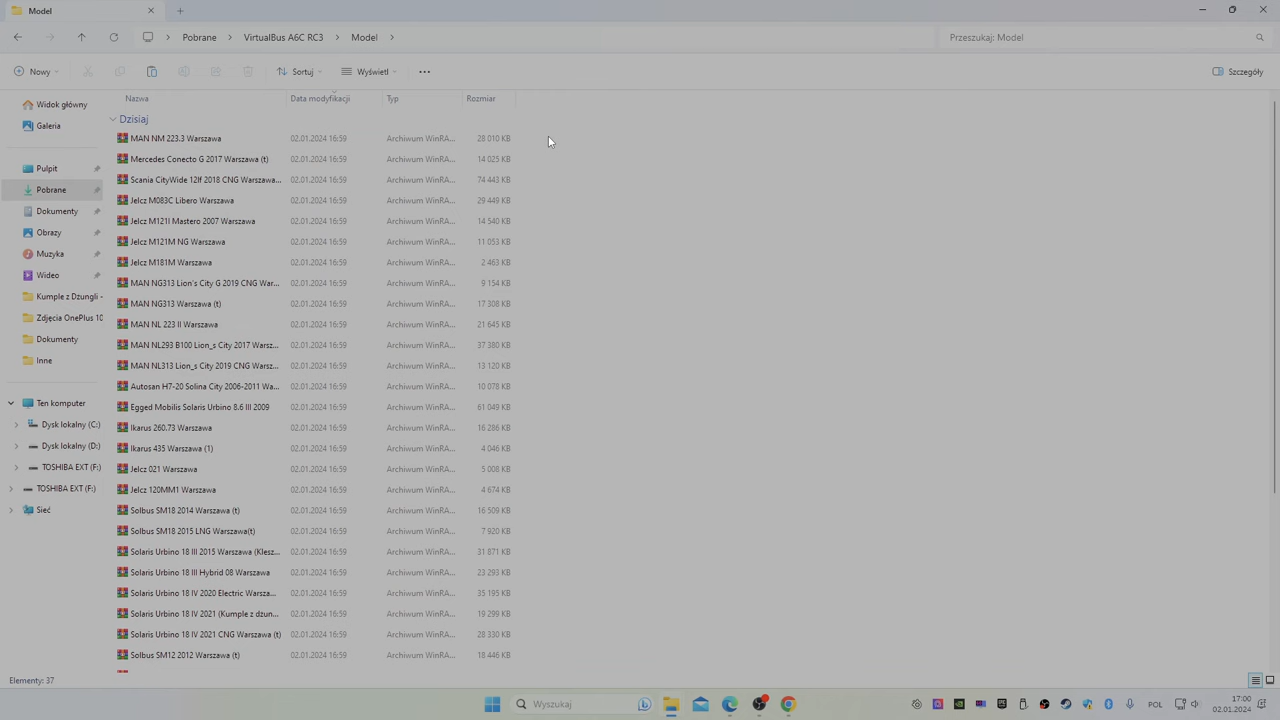 Model
Pobrane
VirtualBus A6C RC3
Model
Przeszukaj: Model
Nowy
Sortuj
Wyświetl
Szczegóły
Widok główny
Galeria
Pulpit
Pobrane
Dokumenty
Obrazy
Muzyka
Wideo
Kumple z Dżungli -
Zdjęcia OnePlus 10
Dokumenty
Inne
Ten komputer
Dysk lokalny (C:)
Dysk lokalny (D:)
TOSHIBA EXT (F:)
TOSHIBA EXT (F:)
Sieć
Nazwa Data modyfikacji Typ Rozmiar
Dzisiaj
MAN NM 223.3 Warszawa 02.01.2024 16:59 Archiwum WinRA... 28 010 KB
Mercedes Conecto G 2017 Warszawa (t) 02.01.2024 16:59 Archiwum WinRA... 14 025 KB
Scania CityWide 12lf 2018 CNG Warszawa... 02.01.2024 16:59 Archiwum WinRA... 74 443 KB
Jelcz M083C Libero Warszawa 02.01.2024 16:59 Archiwum WinRA... 29 449 KB
Jelcz M121I Mastero 2007 Warszawa 02.01.2024 16:59 Archiwum WinRA... 14 540 KB
Jelcz M121M NG Warszawa 02.01.2024 16:59 Archiwum WinRA... 11 053 KB
Jelcz M181M Warszawa 02.01.2024 16:59 Archiwum WinRA... 2 463 KB
MAN NG313 Lion's City G 2019 CNG War... 02.01.2024 16:59 Archiwum WinRA... 9 154 KB
MAN NG313 Warszawa (t) 02.01.2024 16:59 Archiwum WinRA... 17 308 KB
MAN NL 223 II Warszawa 02.01.2024 16:59 Archiwum WinRA... 21 645 KB
MAN NL293 B100 Lion_s City 2017 Warsz... 02.01.2024 16:59 Archiwum WinRA... 37 380 KB
MAN NL313 Lion_s City 2019 CNG Warsz... 02.01.2024 16:59 Archiwum WinRA... 13 120 KB
Autosan H7-20 Solina City 2006-2011 Wa... 02.01.2024 16:59 Archiwum WinRA... 10 078 KB
Egged Mobilis Solaris Urbino 8.6 III 2009 02.01.2024 16:59 Archiwum WinRA... 61 049 KB
Ikarus 260.73 Warszawa 02.01.2024 16:59 Archiwum WinRA... 16 286 KB
Ikarus 435 Warszawa (1) 02.01.2024 16:59 Archiwum WinRA... 4 046 KB
Jelcz 021 Warszawa 02.01.2024 16:59 Archiwum WinRA... 5 008 KB
Jelcz 120MM1 Warszawa 02.01.2024 16:59 Archiwum WinRA... 4 674 KB
Solbus SM18 2014 Warszawa (t) 02.01.2024 16:59 Archiwum WinRA... 16 509 KB
Solbus SM18 2015 LNG Warszawa(t) 02.01.2024 16:59 Archiwum WinRA... 7 920 KB
Solaris Urbino 18 III 2015 Warszawa (Klesz... 02.01.2024 16:59 Archiwum WinRA... 31 871 KB
Solaris Urbino 18 III Hybrid 08 Warszawa 02.01.2024 16:59 Archiwum WinRA... 23 293 KB
Solaris Urbino 18 IV 2020 Electric Warsza... 02.01.2024 16:59 Archiwum WinRA... 35 195 KB
Solaris Urbino 18 IV 2021 (Kumple z dżun... 02.01.2024 16:59 Archiwum WinRA... 19 299 KB
Solaris Urbino 18 IV 2021 CNG Warszawa (t) 02.01.2024 16:59 Archiwum WinRA... 28 330 KB
Solbus SM12 2012 Warszawa (t) 02.01.2024 16:59 Archiwum WinRA... 18 446 KB
Elementy: 37
Wyszukaj
POL
17:00
02.01.2024